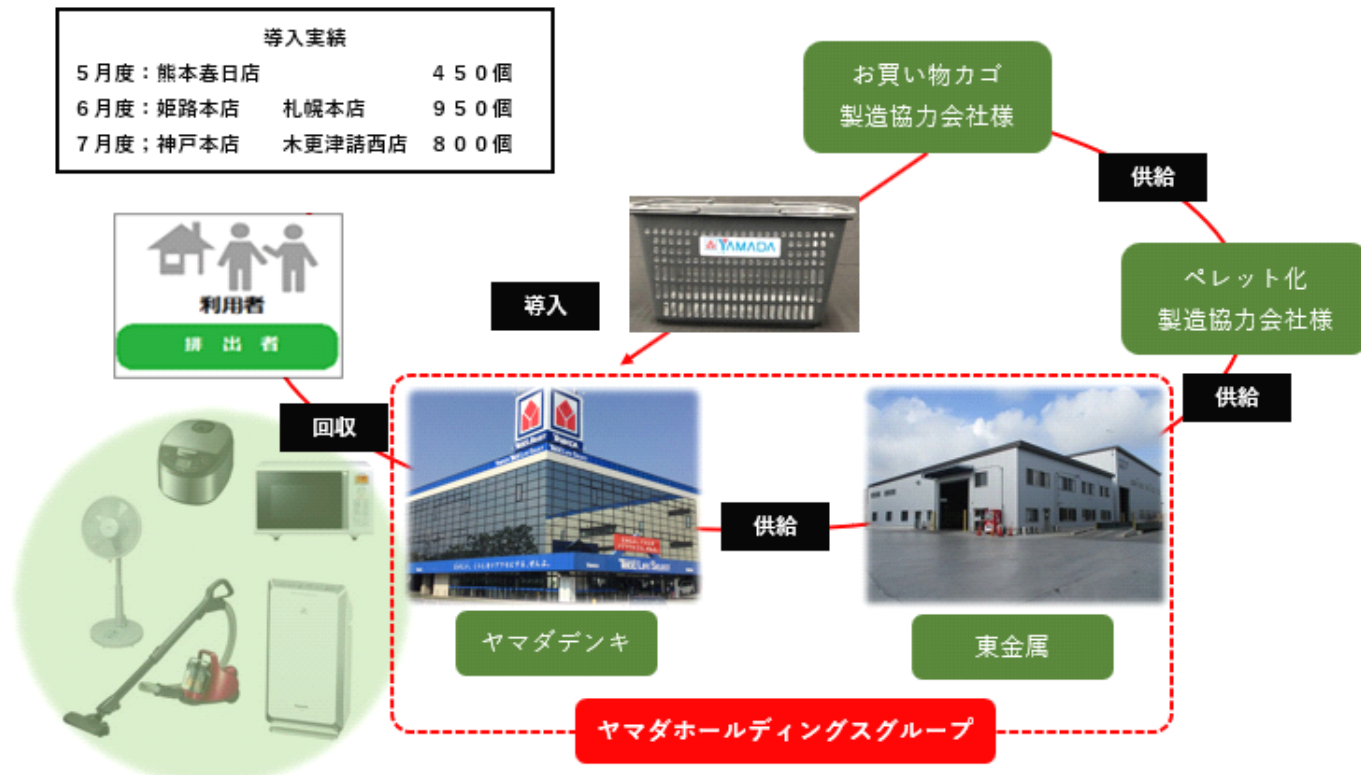 導入実績
5月度：熊本春日店 450個
6月度：姫路本店 札幌本店 950個
7月度；神戸本店 木更津請西店 800個
お買い物カゴ
製造協力会社様
供給
ペレット化
製造協力会社様
供給
YAMADA
導入
利用者
排出者
回収
TECC LIFE SELECT
供給
ヤマダデンキ
東金属
ヤマダホールディングスグループ